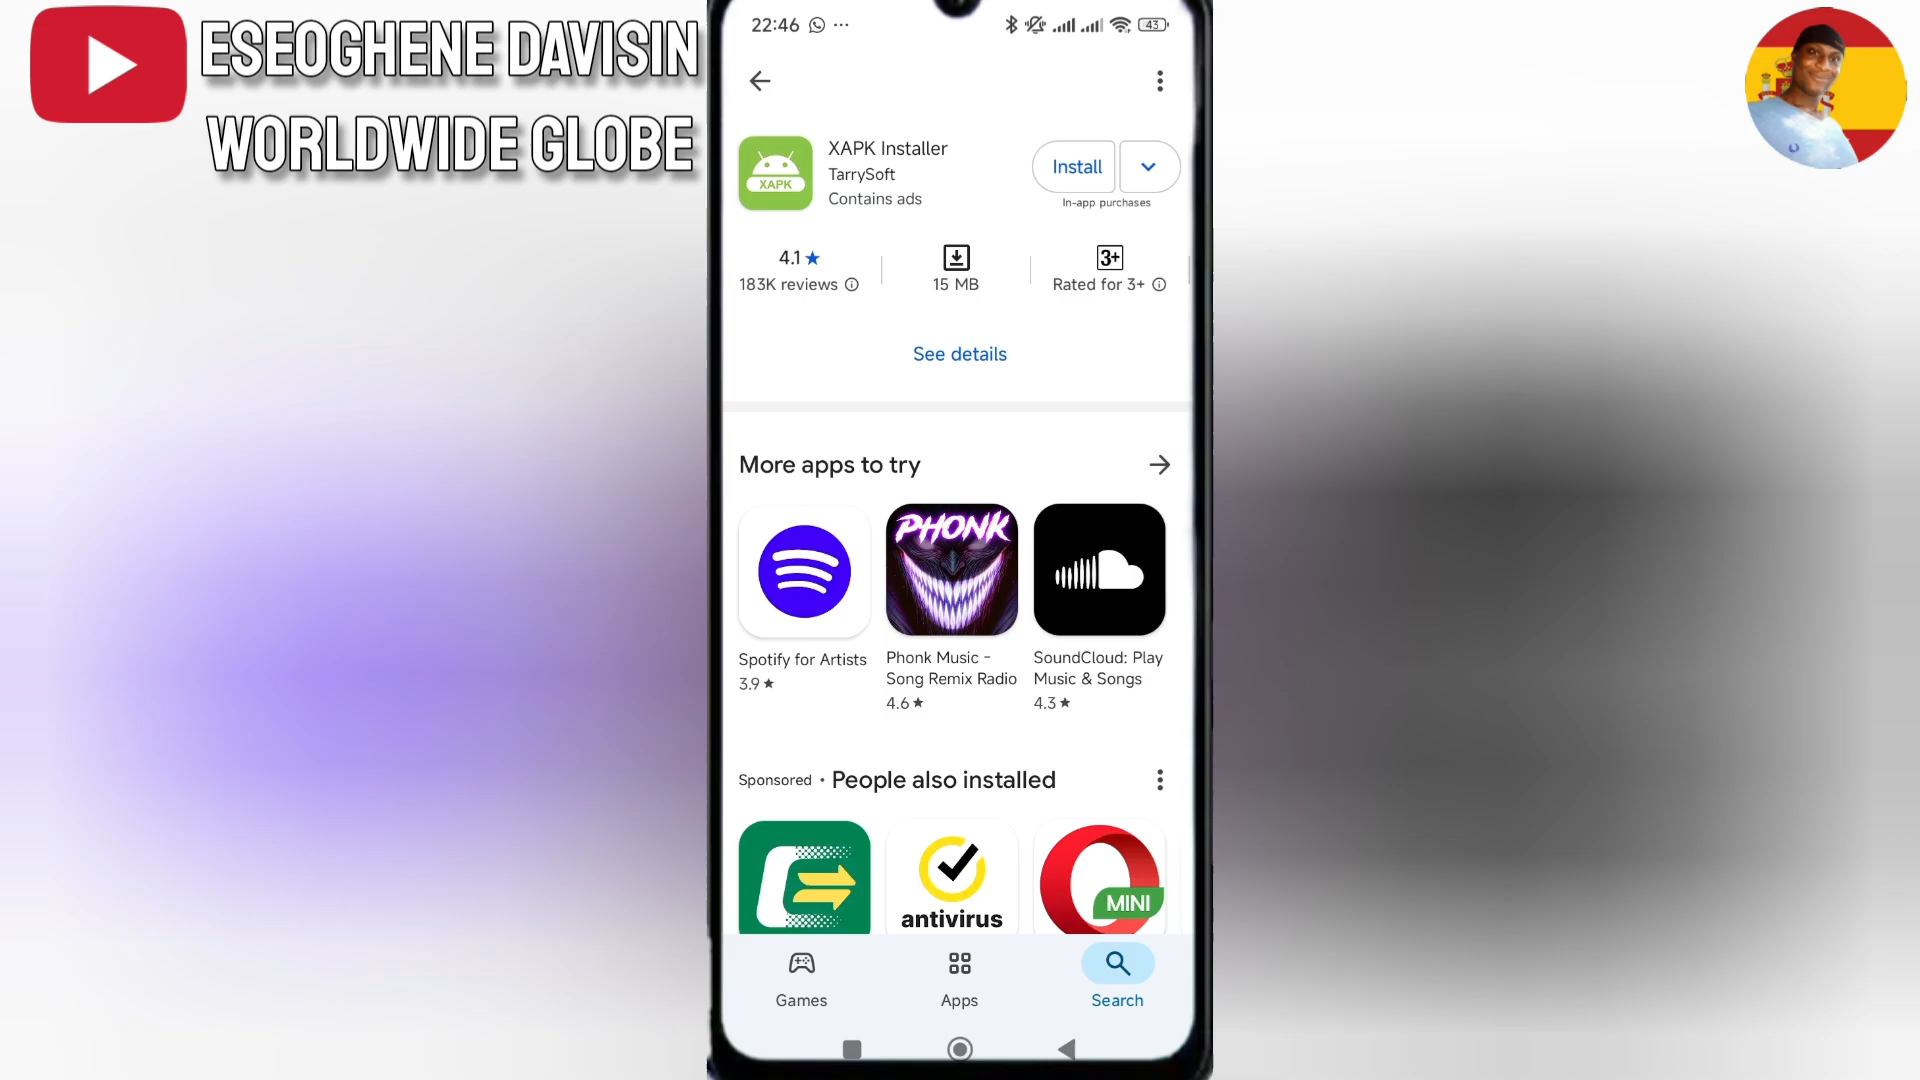 ESEOGHENE DAVISIN
WORLDWIDE GLOBE
22:46
43
XAPK Installer
TarrySoft
Contains ads
XAPK
Install
In-app purchases
4.1★
183K reviews
15 MB
3+
Rated for 3+
See details
More apps to try
PHONK
Spotify for Artists
3.9★
Phonk Music -
Song Remix Radio
4.6★
SoundCloud: Play
Music & Songs
4.3★
Sponsored • People also installed
antivirus
MINI
Games
Apps
Search